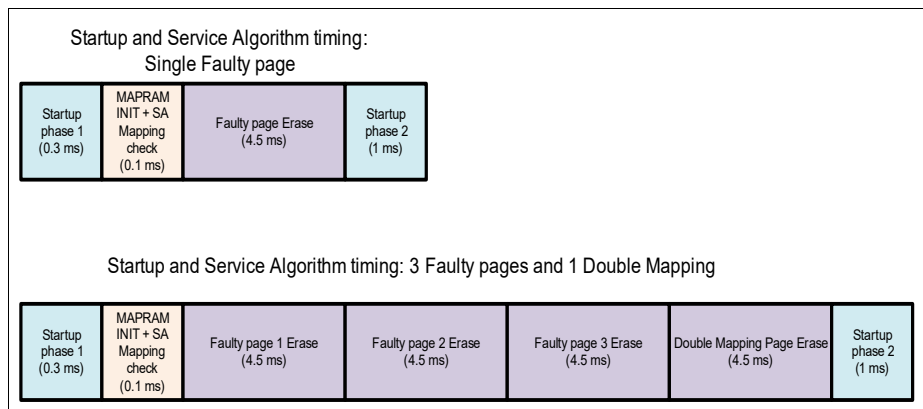 Startup and Service Algorithm timing:
Single Faulty page
Startup
phase 1
(0.3 ms)
MAPRAM
INIT + SA
Mapping
check
(0.1 ms)
Faulty page Erase
(4.5 ms)
Startup
phase 2
(1 ms)
Startup and Service Algorithm timing: 3 Faulty pages and 1 Double Mapping
Startup
phase 1
(0.3 ms)
MAPRAM
INIT + SA
Mapping
check
(0.1 ms)
Faulty page 1 Erase
(4.5 ms)
Faulty page 2 Erase
(4.5 ms)
Faulty page 3 Erase
(4.5 ms)
Double Mapping Page Erase
(4.5 ms)
Startup
phase 2
(1 ms)